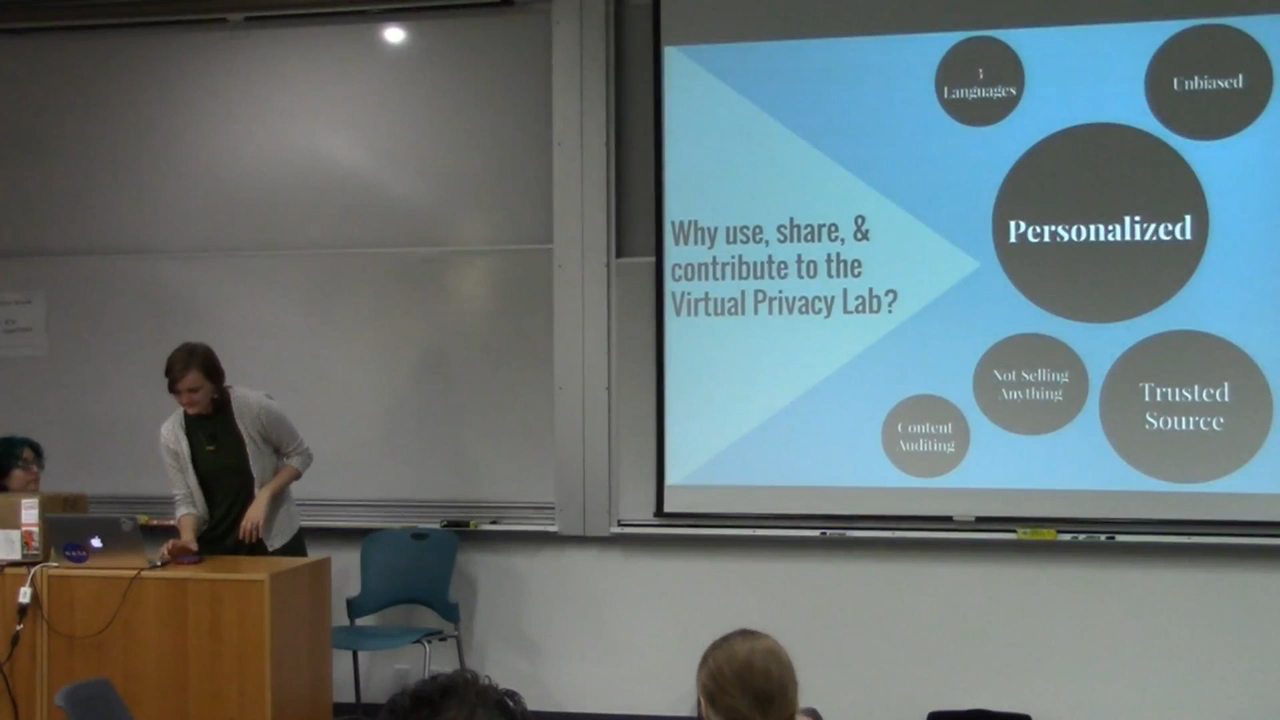 Why use, share, &
contribute to the
Virtual Privacy Lab?
3
Languages
Unbiased
Personalized
Not Selling
Anything
Trusted
Source
Content
Auditing
NASA